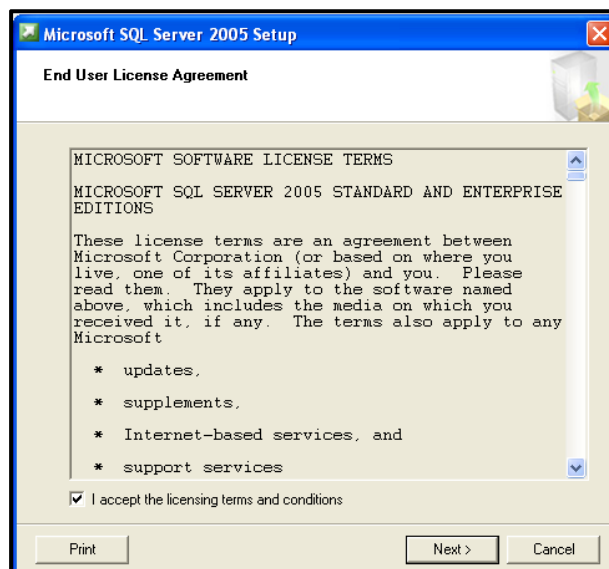 Microsoft SQL Server 2005 Setup
End User License Agreement
MICROSOFT SOFTWARE LICENSE TERMS
MICROSOFT SQL SERVER 2005 STANDARD AND ENTERPRISE
EDITIONS
These license terms are an agreement between
Microsoft Corporation (or based on where you
live, one of its affiliates) and you.  Please
read them.  They apply to the software named
above, which includes the media on which you
received it, if any.  The terms also apply to any
Microsoft
*  updates,
*  supplements,
*  Internet-based services, and
*  support services
I accept the licensing terms and conditions
Print
Next >
Cancel